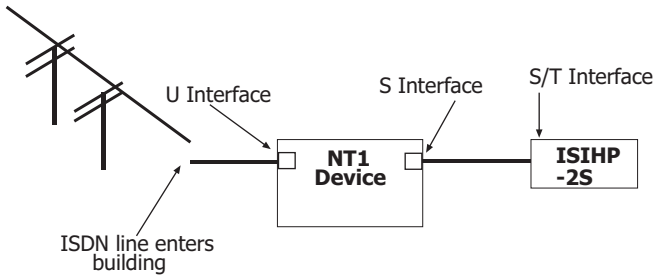 U Interface
S Interface
S/T Interface
NT1
Device
ISIHP
-2S
ISDN line enters
building